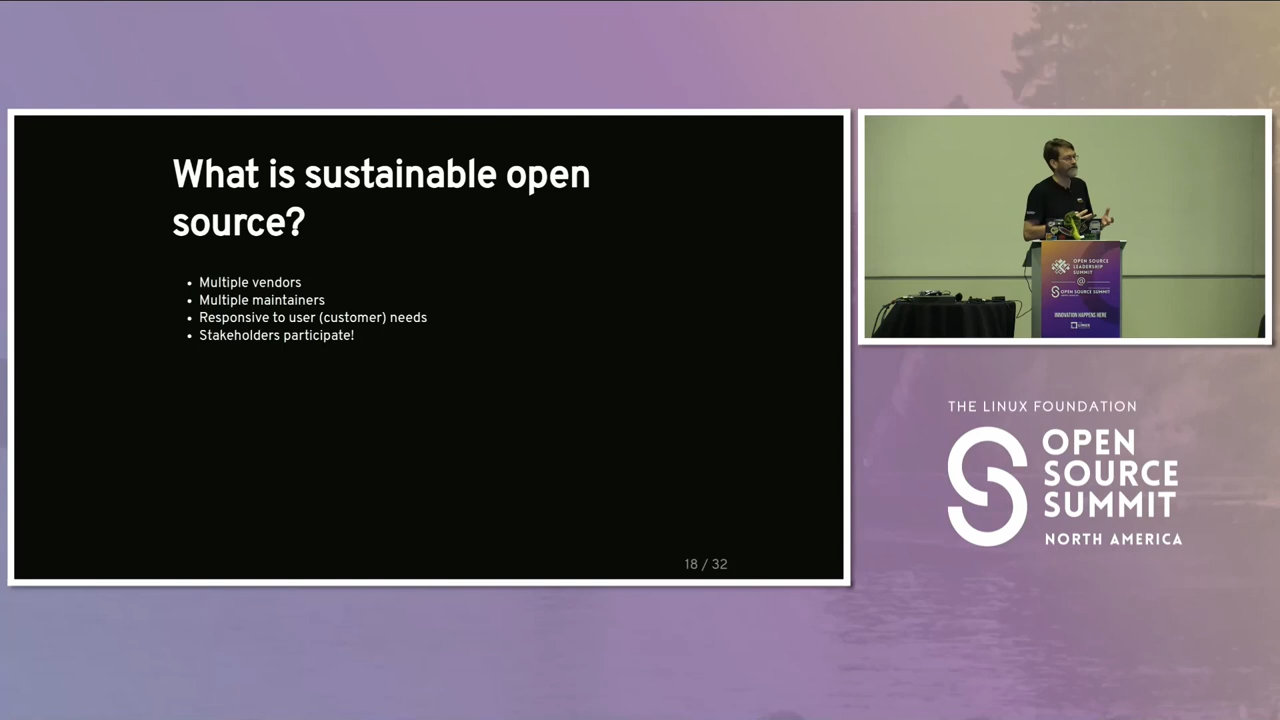 What is sustainable open
source?
Multiple vendors
Multiple maintainers
Responsive to user (customer) needs
Stakeholders participate!
18 / 32
OPEN SOURCE
LEADERSHIP
SUMMIT
@
OPEN SOURCE SUMMIT
INNOVATION HAPPENS HERE
LINUX
THE LINUX FOUNDATION
OPEN
SOURCE
SUMMIT
NORTH AMERICA